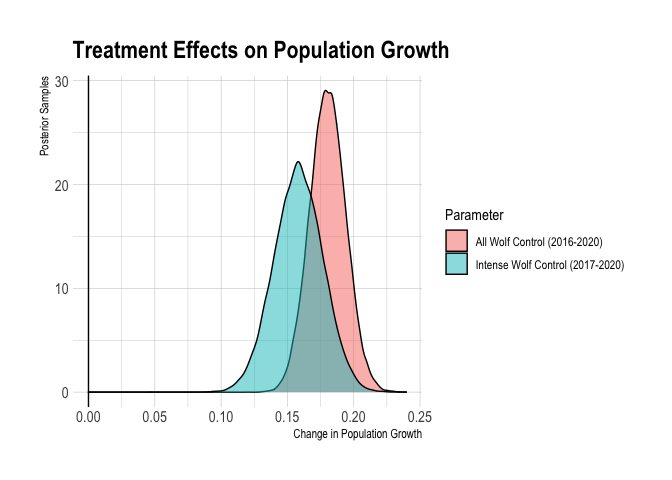 Treatment Effects on Population Growth
Posterior Samples
30
20
10
0
0.00 0.05 0.10 0.15 0.20 0.25
Change in Population Growth
Parameter
All Wolf Control (2016-2020)
Intense Wolf Control (2017-2020)